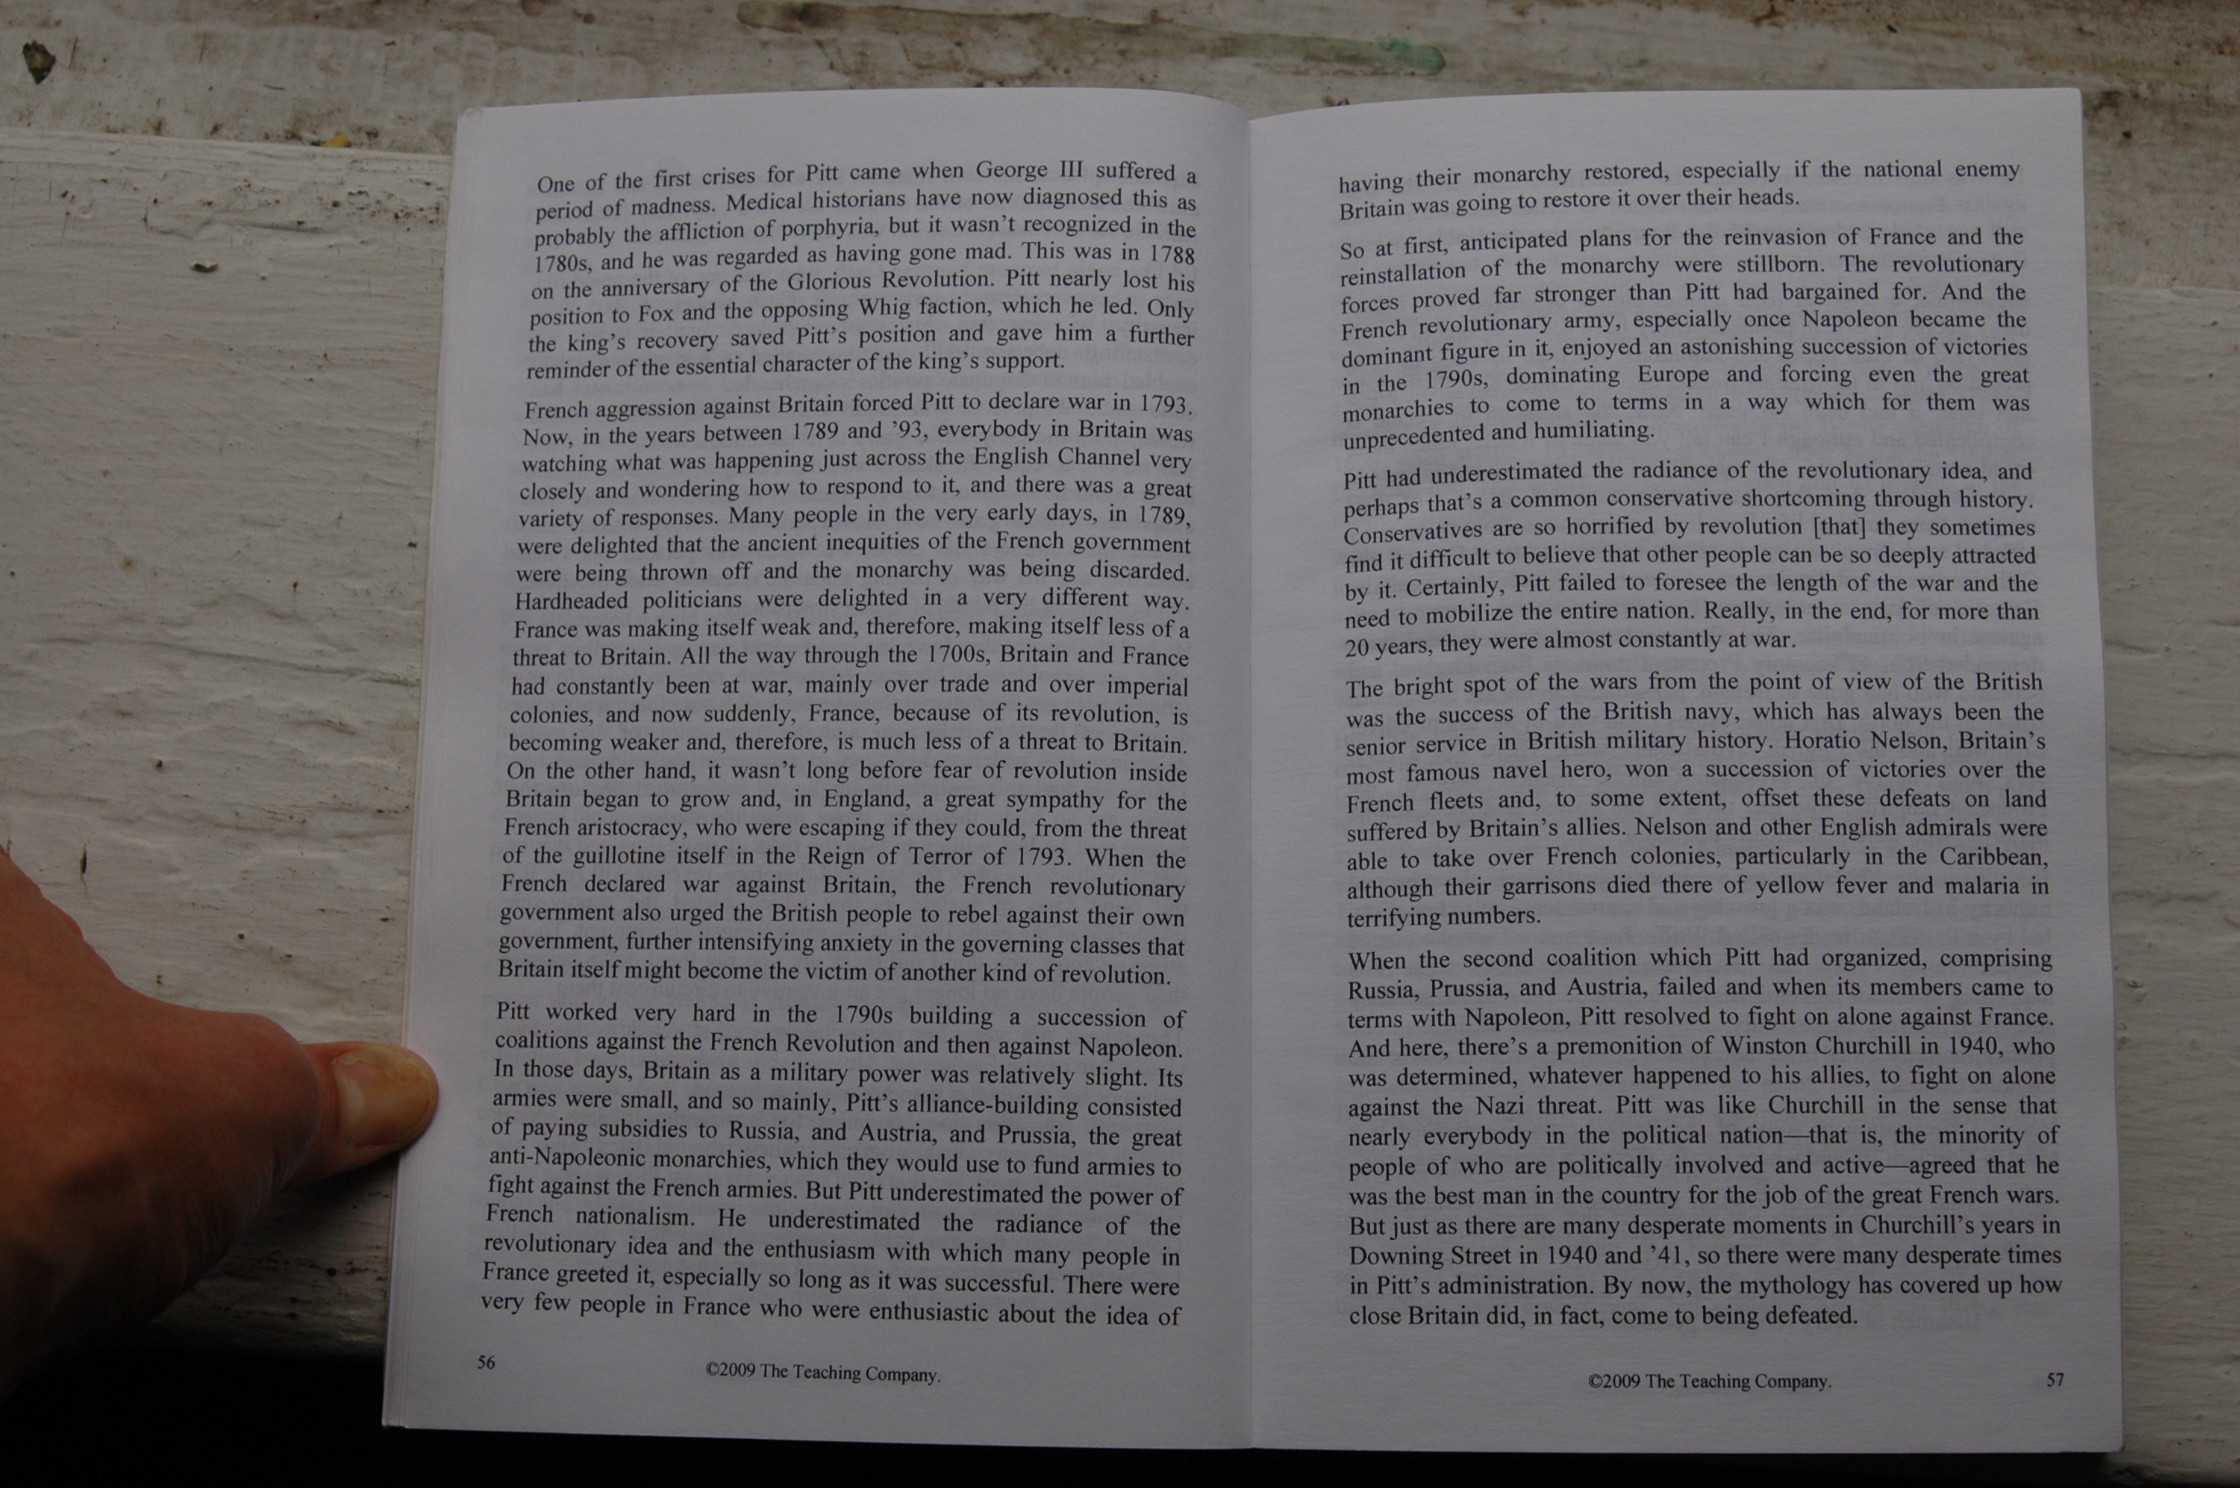 One of the first crises for Pitt came when George III suffered a
period of madness. Medical historians have now diagnosed this as
probably the affliction of porphyria, but it wasn't recognized in the
1780s, and he was regarded as having gone mad. This was in 1788
on the anniversary of the Glorious Revolution. Pitt nearly lost his
position to Fox and the opposing Whig faction, which he led. Only
the king's recovery saved Pitt's position and gave him a further
reminder of the essential character of the king's support.
French aggression against Britain forced Pitt to declare war in 1793.
Now, in the years between 1789 and ’93, everybody in Britain was
watching what was happening just across the English Channel very
closely and wondering how to respond to it, and there was a great
variety of responses. Many people in the very early days, in 1789,
were delighted that the ancient inequities of the French government
were being thrown off and the monarchy was being discarded.
Hardheaded politicians were delighted in a very different way.
France was making itself weak and, therefore, making itself less of a
threat to Britain. All the way through the 1700s, Britain and France
had constantly been at war, mainly over trade and over imperial
colonies, and now suddenly, France, because of its revolution, is
becoming weaker and, therefore, is much less of a threat to Britain.
On the other hand, it wasn't long before fear of revolution inside
Britain began to grow and, in England, a great sympathy for the
French aristocracy, who were escaping if they could, from the threat
of the guillotine itself in the Reign of Terror of 1793. When the
French declared war against Britain, the French revolutionary
government also urged the British people to rebel against their own
government, further intensifying anxiety in the governing classes that
Britain itself might become the victim of another kind of revolution.
Pitt worked very hard in the 1790s building a succession of
coalitions against the French Revolution and then against Napoleon.
In those days, Britain as a military power was relatively slight. Its
armies were small, and so mainly, Pitt's alliance-building consisted
of paying subsidies to Russia, and Austria, and Prussia, the great
anti-Napoleonic monarchies, which they would use to fund armies to
fight against the French armies. But Pitt underestimated the power of
French nationalism. He underestimated the radiance of the
revolutionary idea and the enthusiasm with which many people in
France greeted it, especially so long as it was successful. There were
very few people in France who were enthusiastic about the idea of
56
©2009 The Teaching Company.
having their monarchy restored, especially if the national enemy
Britain was going to restore it over their heads.
So at first, anticipated plans for the reinvasion of France and the
reinstallation of the monarchy were stillborn. The revolutionary
forces proved far stronger than Pitt had bargained for. And the
French revolutionary army, especially once Napoleon became the
dominant figure in it, enjoyed an astonishing succession of victories
in the 1790s, dominating Europe and forcing even the great
monarchies to come to terms in a way which for them was
unprecedented and humiliating.
Pitt had underestimated the radiance of the revolutionary idea, and
perhaps that's a common conservative shortcoming through history.
Conservatives are so horrified by revolution [that] they sometimes
find it difficult to believe that other people can be so deeply attracted
by it. Certainly, Pitt failed to foresee the length of the war and the
need to mobilize the entire nation. Really, in the end, for more than
20 years, they were almost constantly at war.
The bright spot of the wars from the point of view of the British
was the success of the British navy, which has always been the
senior service in British military history. Horatio Nelson, Britain's
most famous navel hero, won a succession of victories over the
French fleets and, to some extent, offset these defeats on land
suffered by Britain's allies. Nelson and other English admirals were
able to take over French colonies, particularly in the Caribbean,
although their garrisons died there of yellow fever and malaria in
terrifying numbers.
When the second coalition which Pitt had organized, comprising
Russia, Prussia, and Austria, failed and when its members came to
terms with Napoleon, Pitt resolved to fight on alone against France.
And here, there's a premonition of Winston Churchill in 1940, who
was determined, whatever happened to his allies, to fight on alone
against the Nazi threat. Pitt was like Churchill in the sense that
nearly everybody in the political nation—that is, the minority of
people of who are politically involved and active—agreed that he
was the best man in the country for the job of the great French wars.
But just as there are many desperate moments in Churchill's years in
Downing Street in 1940 and ’41, so there were many desperate times
in Pitt's administration. By now, the mythology has covered up how
close Britain did, in fact, come to being defeated.
©2009 The Teaching Company.
57